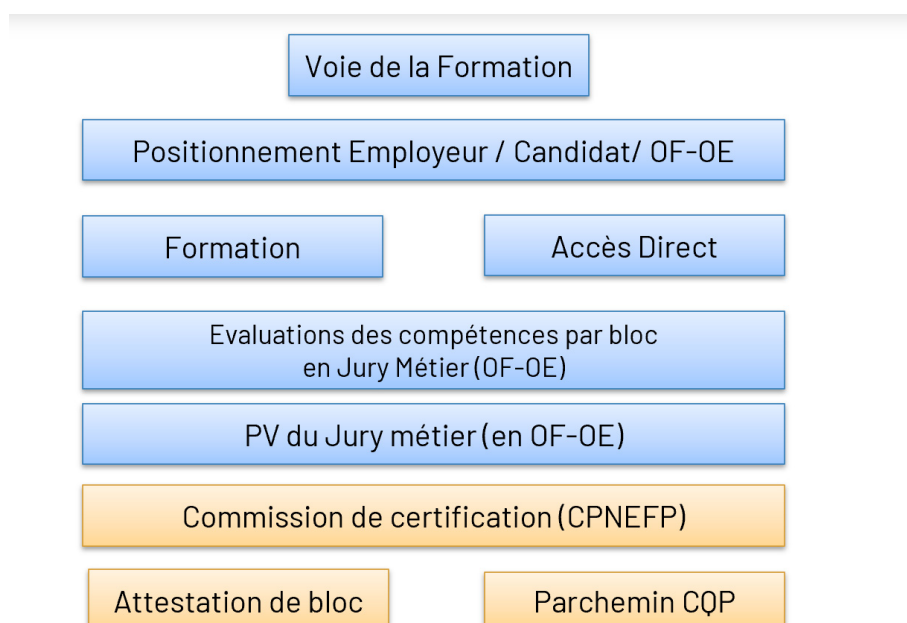 Voie de la Formation
Positionnement Employeur / Candidat/ OF-OE
Formation
Accès Direct
Evaluations des compétences par bloc
en Jury Métier (OF-OE)
PV du Jury métier (en OF-OE)
Commission de certification (CPNEFP)
Attestation de bloc
Parchemin CQP